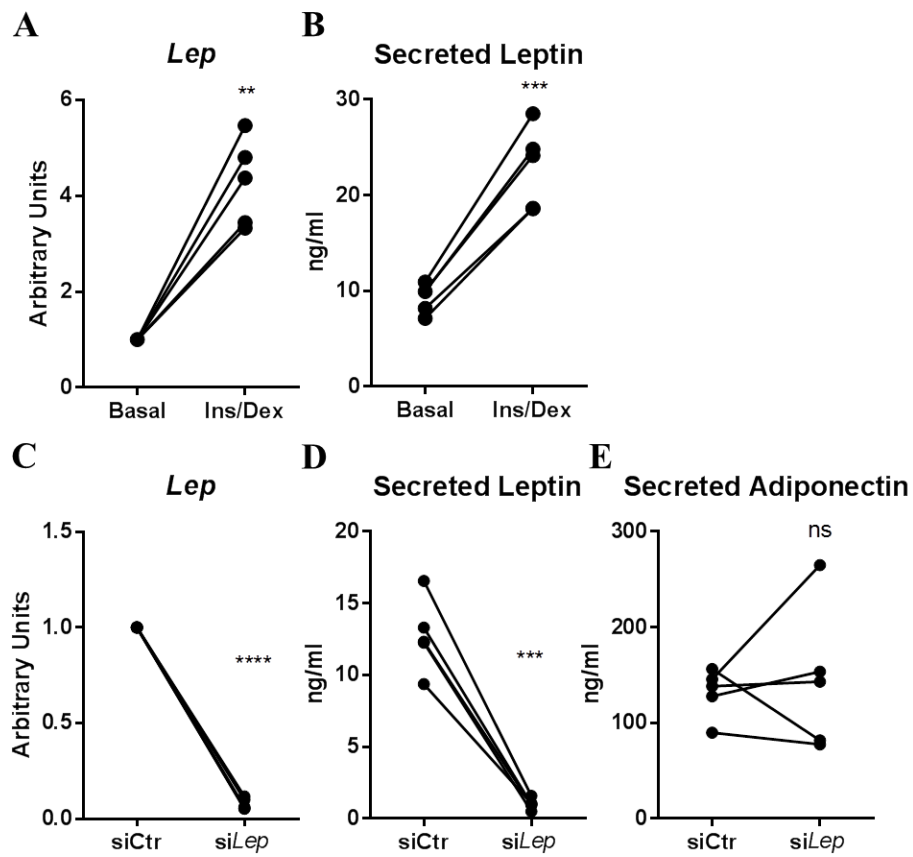 A
Lep
**
Arbitrary Units
6
4
2
0
Basal
Ins/Dex
B
Secreted Leptin
***
ng/ml
30
20
10
0
Basal
Ins/Dex
C
Lep
****
Arbitrary Units
1.5
1.0
0.5
0.0
siCtr
siLep
D
Secreted Leptin
***
ng/ml
20
15
10
5
0
siCtr
siLep
E
Secreted Adiponectin
ns
ng/ml
300
200
100
0
siCtr
siLep